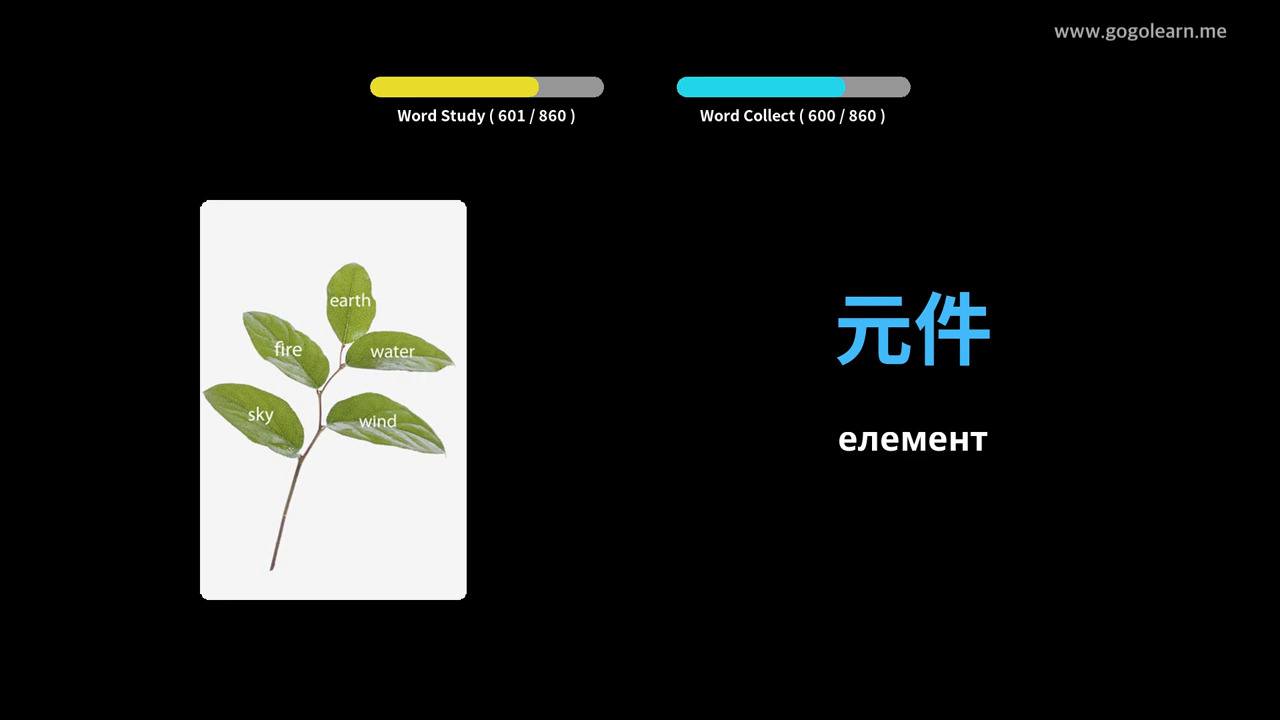 www.gogolearn.me
Word Study ( 601 / 860 )
Word Collect ( 600 / 860 )
earth
fire
water
sky
wind
元件
елемент